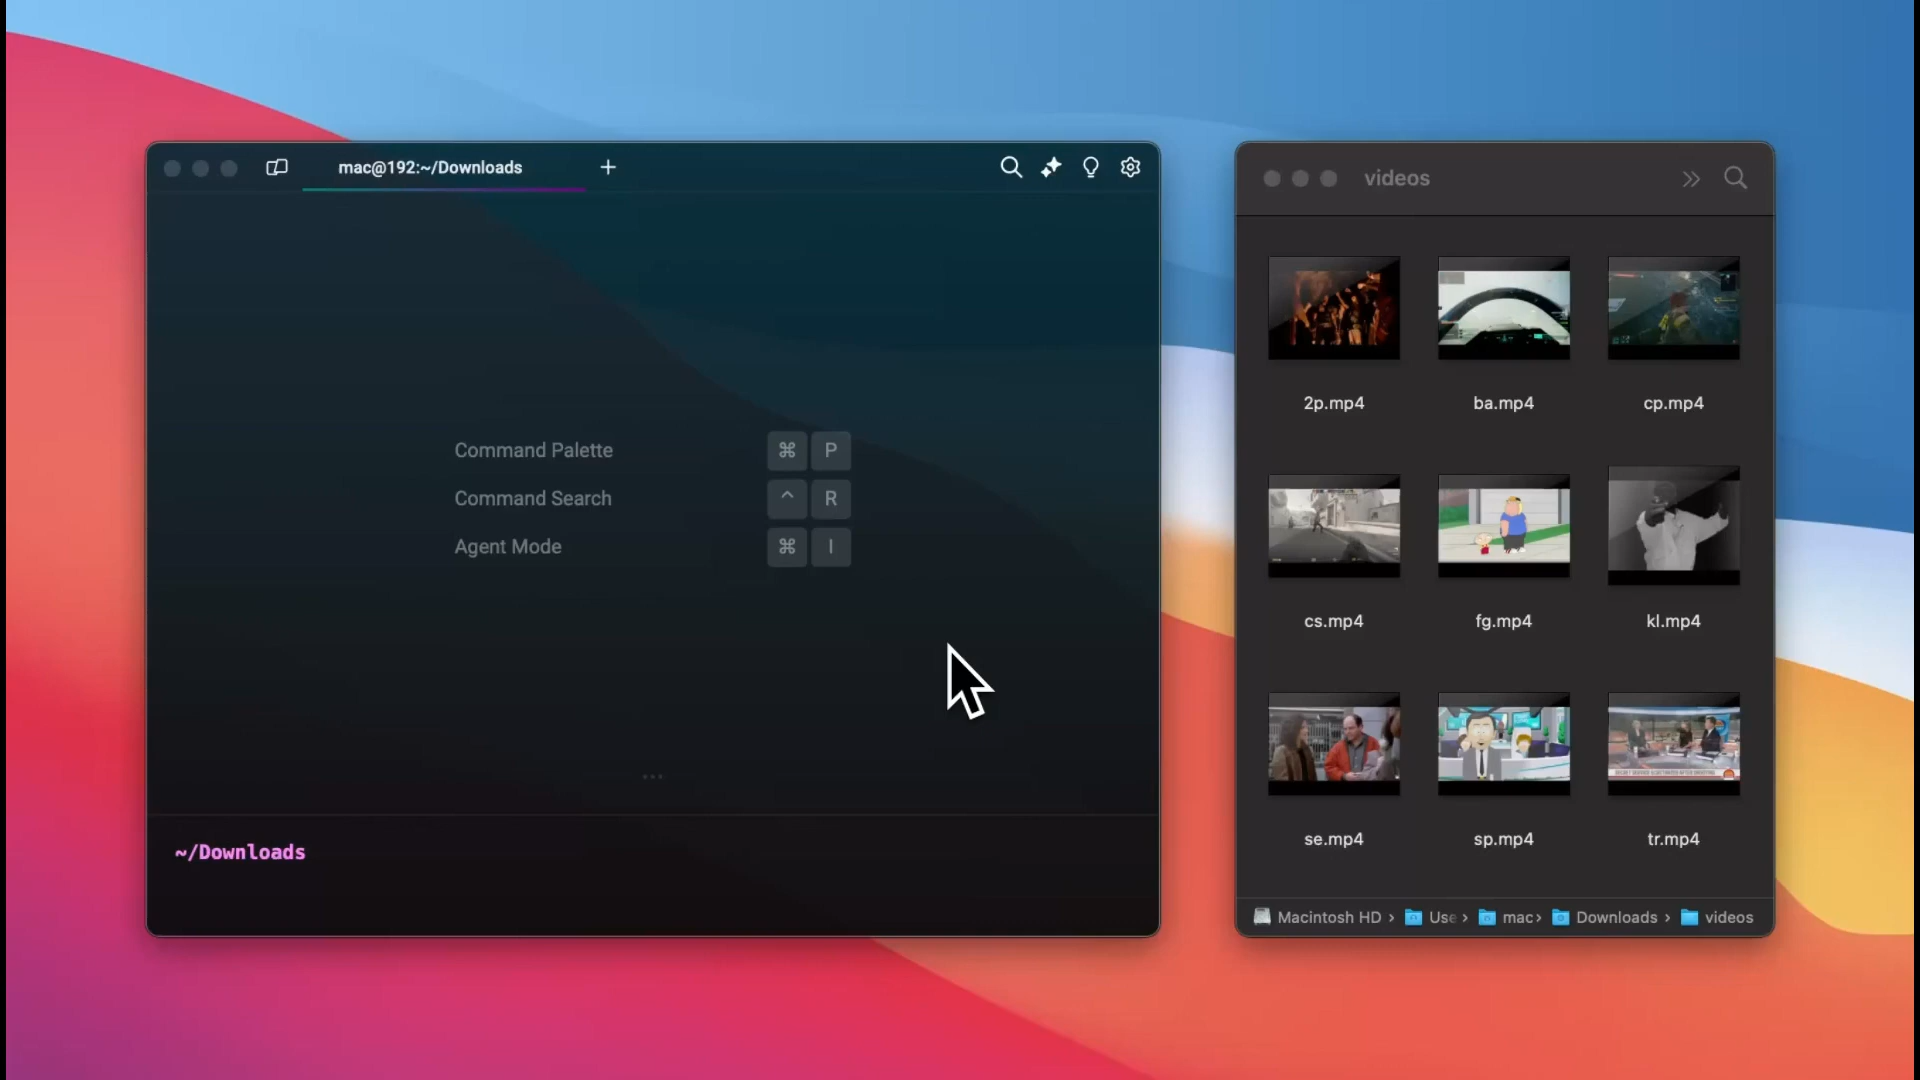 mac@192:~/Downloads
Command Palette ⌘ P
Command Search ^ R
Agent Mode ⌘ I
~/Downloads
videos
2p.mp4
ba.mp4
cp.mp4
cs.mp4
fg.mp4
kl.mp4
se.mp4
sp.mp4
tr.mp4
Macintosh HD › Use › mac › Downloads › videos